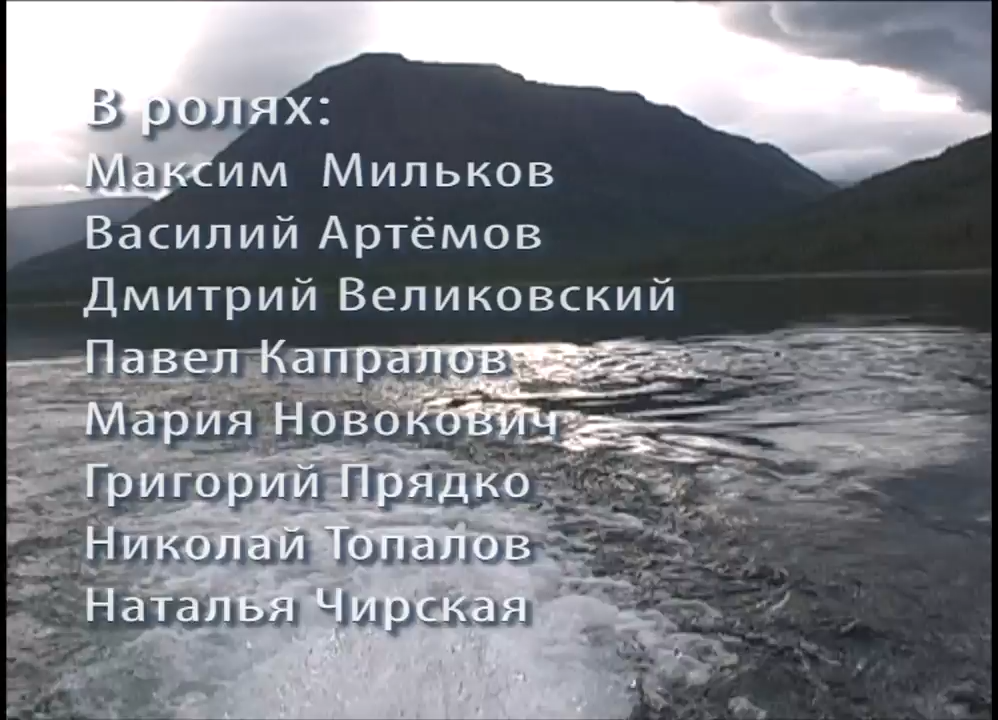 В ролях:
Максим Мильков
Василий Артёмов
Дмитрий Великовский
Павел Капралов
Мария Новокович
Григорий Прядко
Николай Топалов
Наталья Чирская